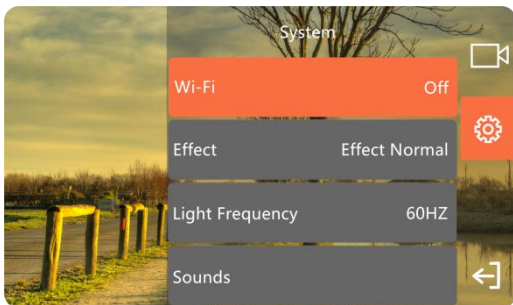 System
Wi-Fi Off
Effect Effect Normal
Light Frequency 60HZ
Sounds